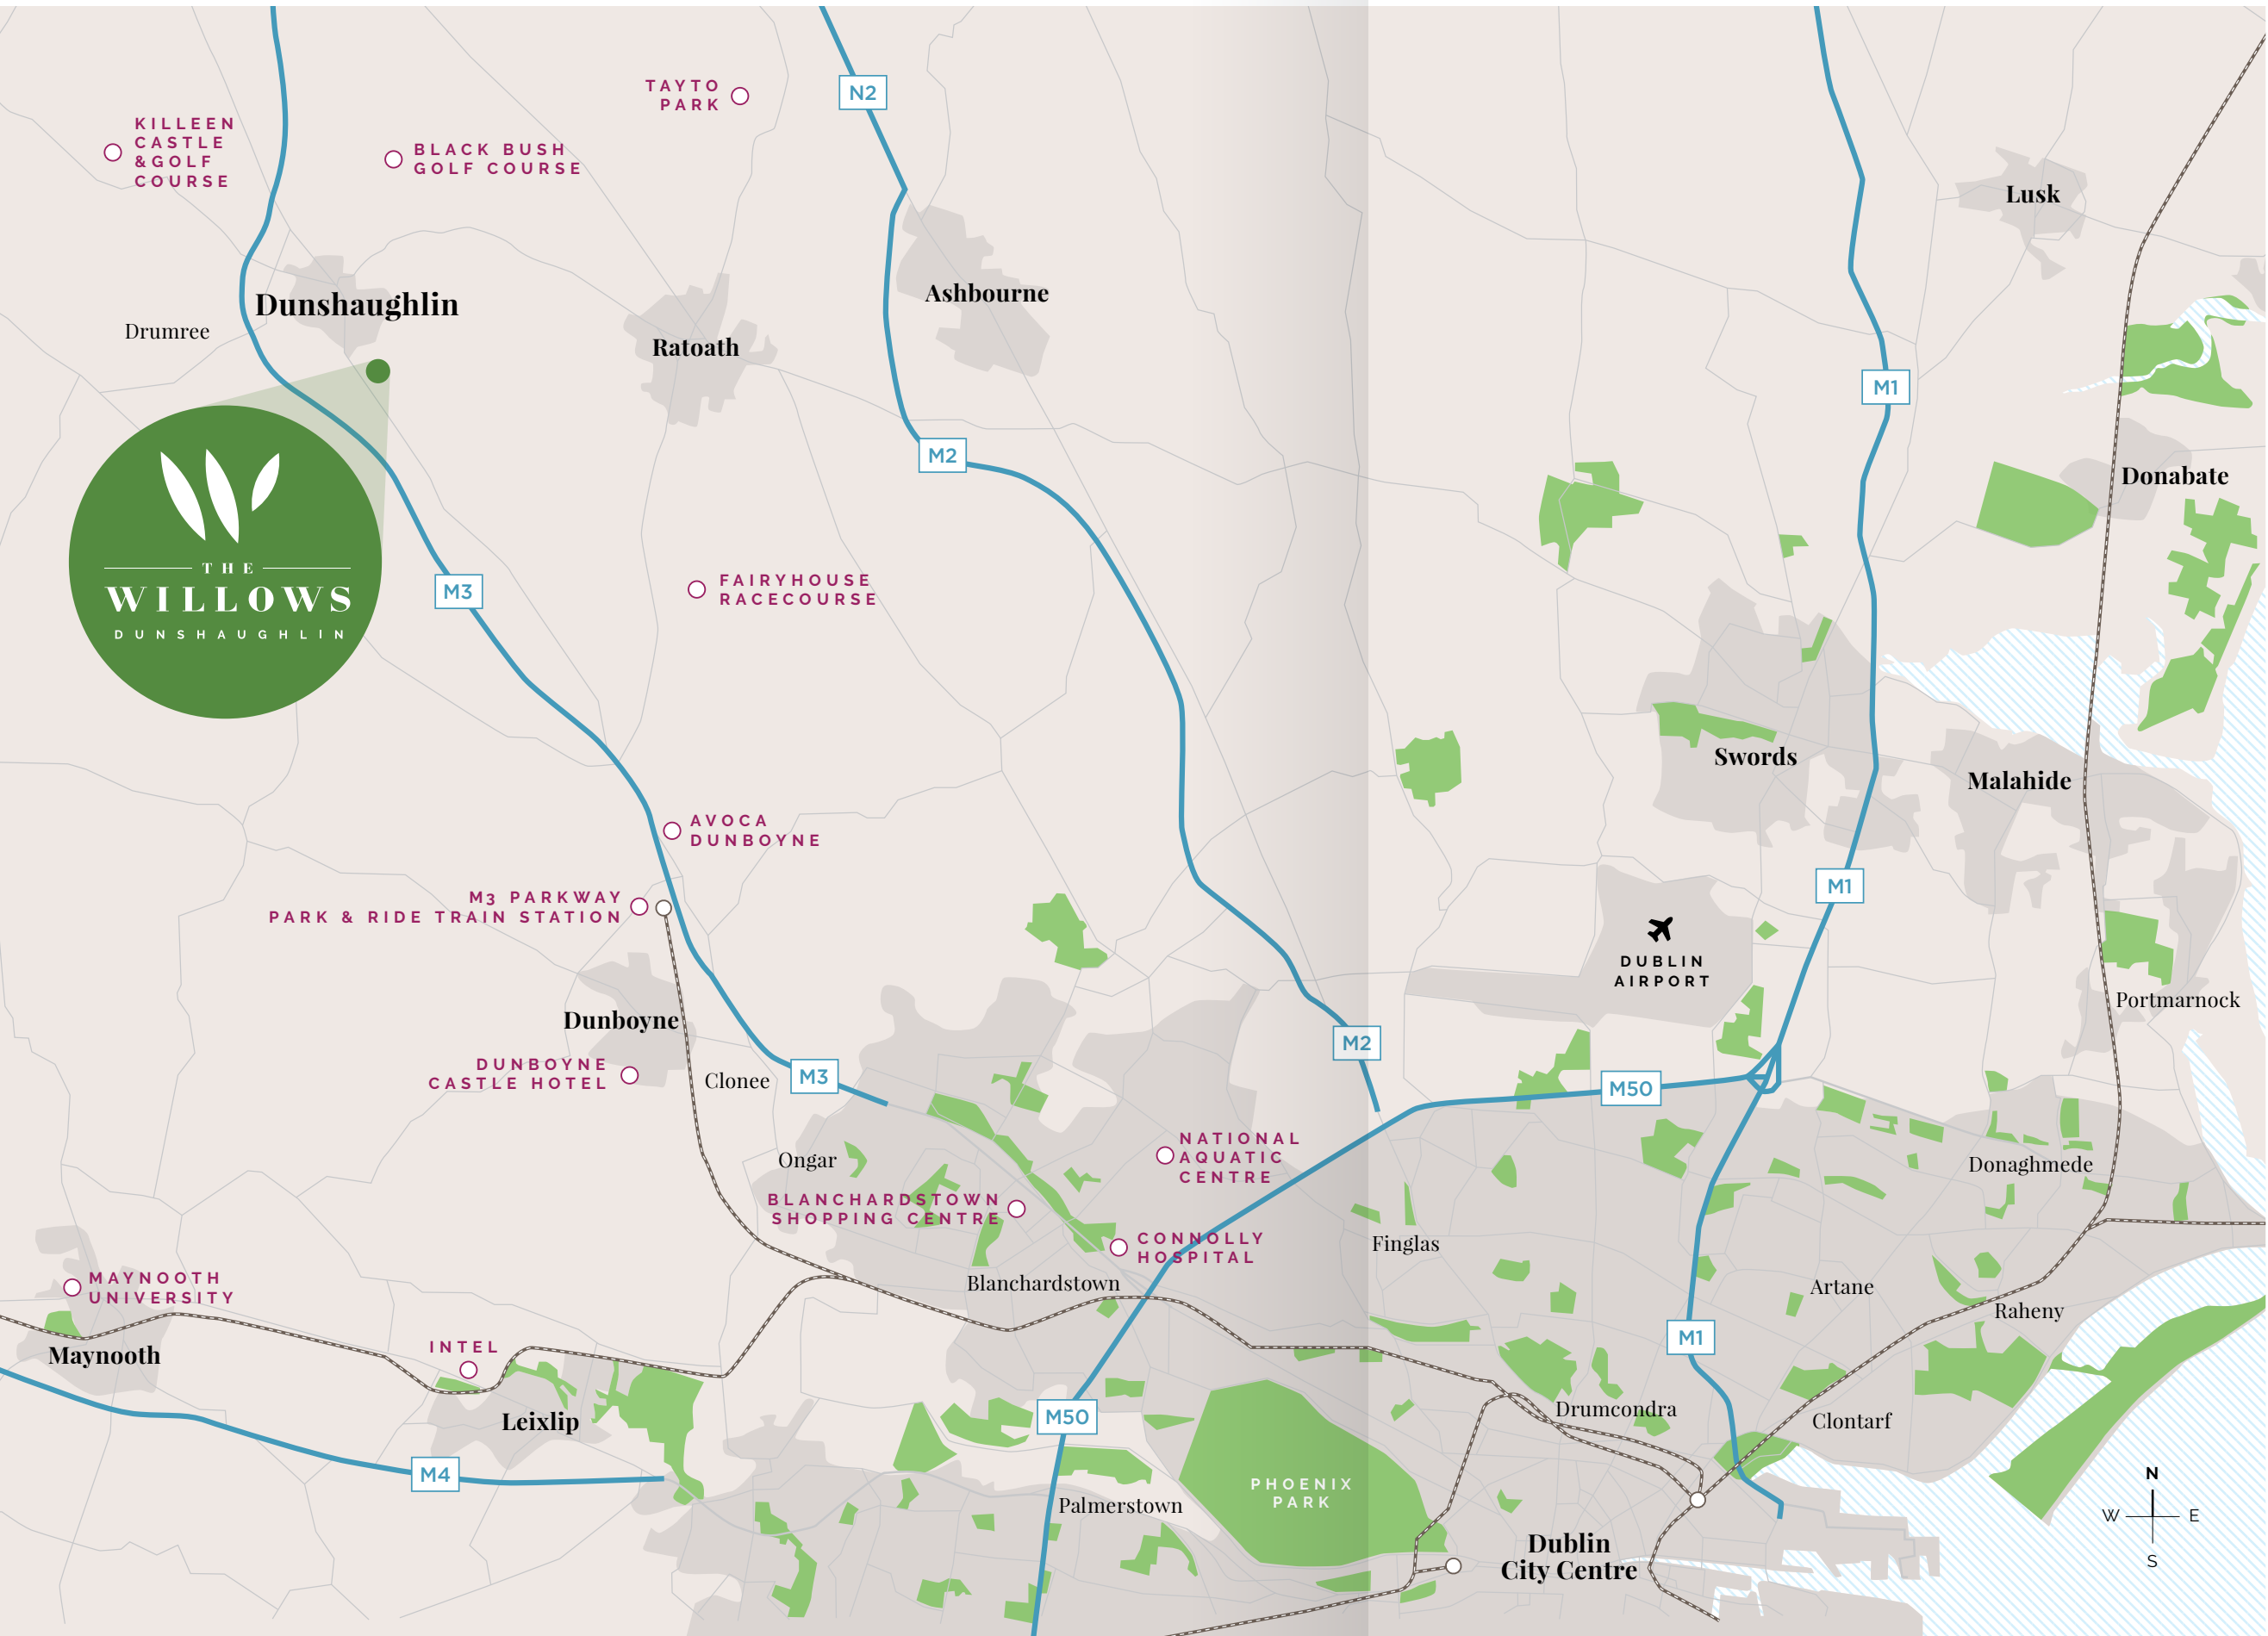 N2
TAYTO
PARK
KILLEEN
CASTLE
&GOLF
COURSE
BLACK BUSH
GOLF COURSE
Lusk
Dunshaughlin
Ashbourne
Drumree
Ratoath
M1
M2
Donabate
THE
WILLOWS
DUNSHAUGHLIN
M3
FAIRYHOUSE
RACECOURSE
Swords
Malahide
AVOCA
DUNBOYNE
M1
M3 PARKWAY
PARK & RIDE TRAIN STATION
DUBLIN
AIRPORT
Portmarnock
Dunboyne
M2
DUNBOYNE
CASTLE HOTEL
Clonee
M3
M50
NATIONAL
AQUATIC
CENTRE
Ongar
Donaghmede
BLANCHARDSTOWN
SHOPPING CENTRE
CONNOLLY
HOSPITAL
Finglas
Blanchardstown
MAYNOOTH
UNIVERSITY
Artane
Raheny
INTEL
M1
Maynooth
Leixlip
M50
Drumcondra
Clontarf
M4
PHOENIX
PARK
Palmerstown
Dublin
City Centre
N
W
E
S